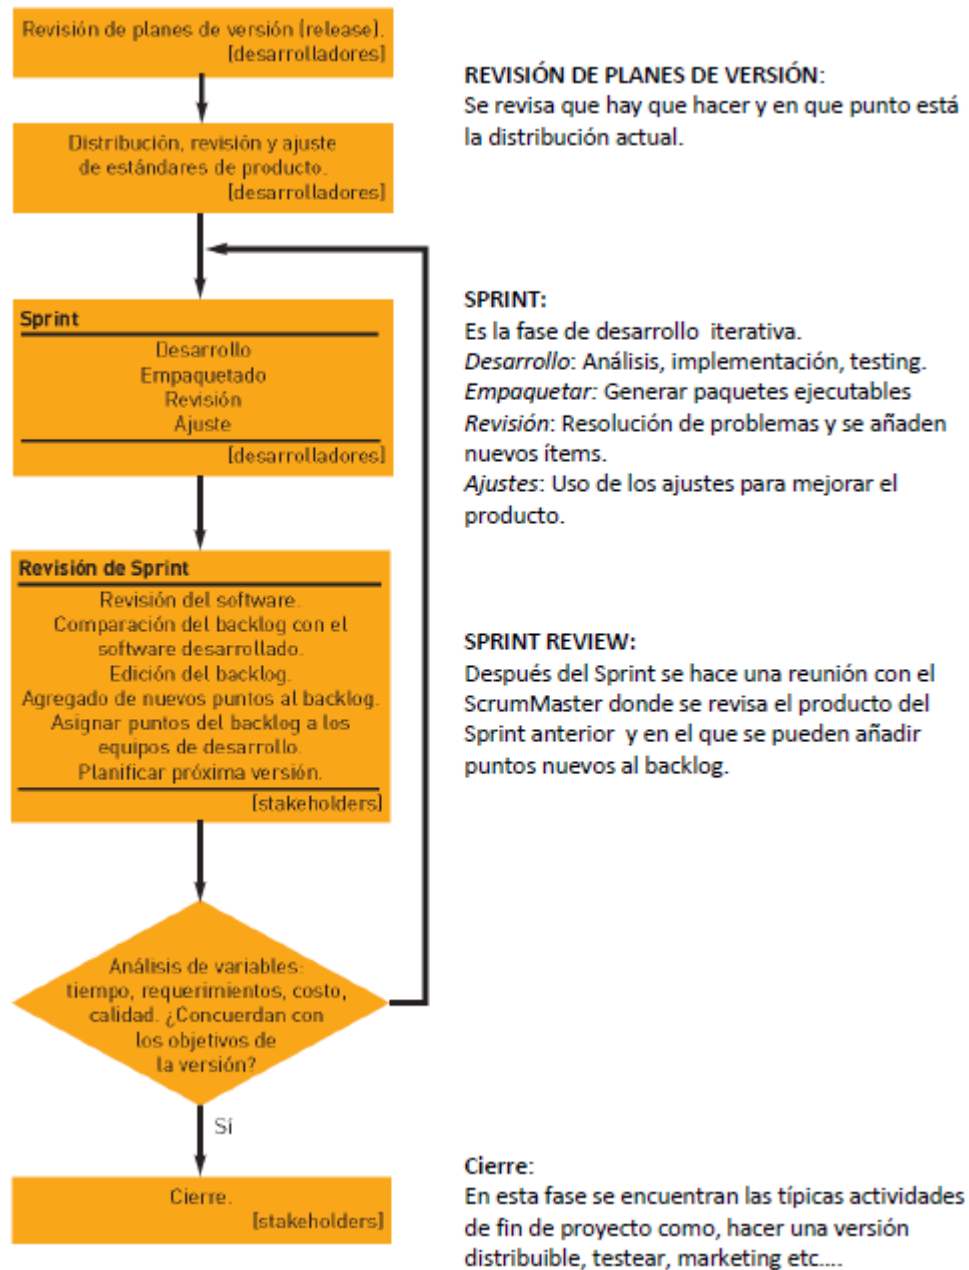 Revisión de planes de versión (release).
[desarrolladores]
REVISIÓN DE PLANES DE VERSIÓN:
Se revisa que hay que hacer y en que punto está
la distribución actual.
Distribución, revisión y ajuste
de estándares de producto.
[desarrolladores]
Sprint
Desarrollo
Empaquetado
Revisión
Ajuste
[desarrolladores]
SPRINT:
Es la fase de desarrollo iterativa.
Desarrollo: Análisis, implementación, testing.
Empaquetar: Generar paquetes ejecutables
Revisión: Resolución de problemas y se añaden
nuevos ítems.
Ajustes: Uso de los ajustes para mejorar el
producto.
Revisión de Sprint
Revisión del software.
Comparación del backlog con el
software desarrollado.
Edición del backlog.
Agregado de nuevos puntos al backlog.
Asignar puntos del backlog a los
equipos de desarrollo.
Planificar próxima versión.
[stakeholders]
SPRINT REVIEW:
Después del Sprint se hace una reunión con el
ScrumMaster donde se revisa el producto del
Sprint anterior y en el que se pueden añadir
puntos nuevos al backlog.
Análisis de variables:
tiempo, requerimientos, costo,
calidad. ¿Concuerdan con
los objetivos de
la versión?
Sí
Cierre.
[stakeholders]
Cierre:
En esta fase se encuentran las típicas actividades
de fin de proyecto como, hacer una versión
distribuible, testear, marketing etc....